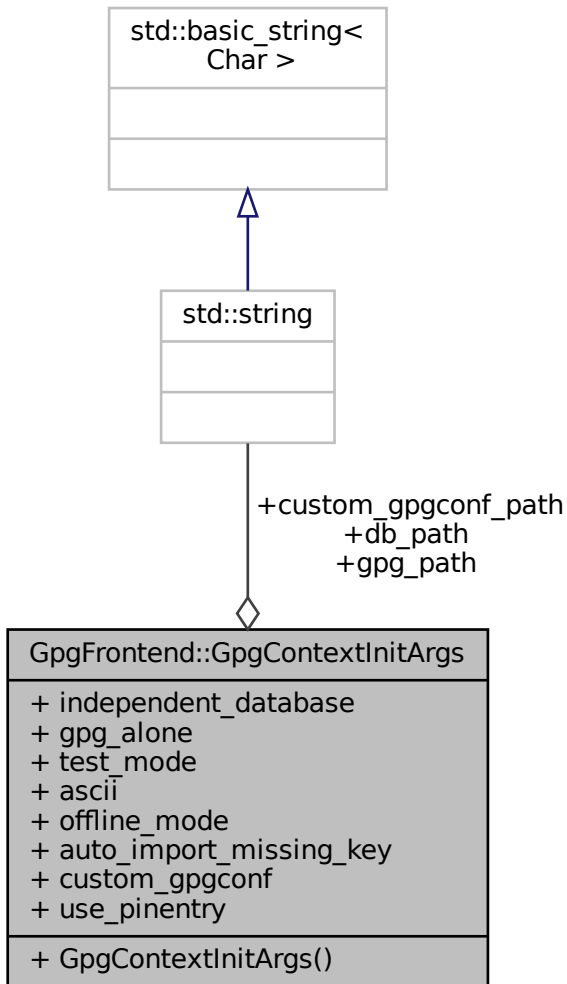 std::basic_string<
Char >
std::string
+custom_gpgconf_path
+db_path
+gpg_path
GpgFrontend::GpgContextInitArgs
+ independent_database
+ gpg_alone
+ test_mode
+ ascii
+ offline_mode
+ auto_import_missing_key
+ custom_gpgconf
+ use_pinentry
+ GpgContextInitArgs()